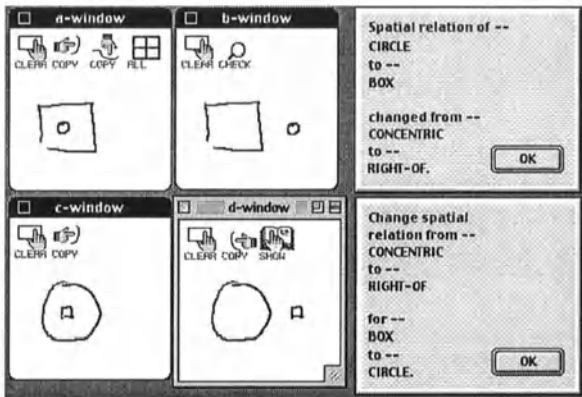 a-window
CLEAR COPY COPY ALL
b-window
CLEAR CHECK
Spatial relation of --
CIRCLE
to --
BOX
changed from --
CONCENTRIC
to --
RIGHT-OF.
OK
c-window
CLEAR COPY
d-window
CLEAR COPY SHOW
Change spatial
relation from --
CONCENTRIC
to --
RIGHT-OF
for --
BOX
to --
CIRCLE.
OK